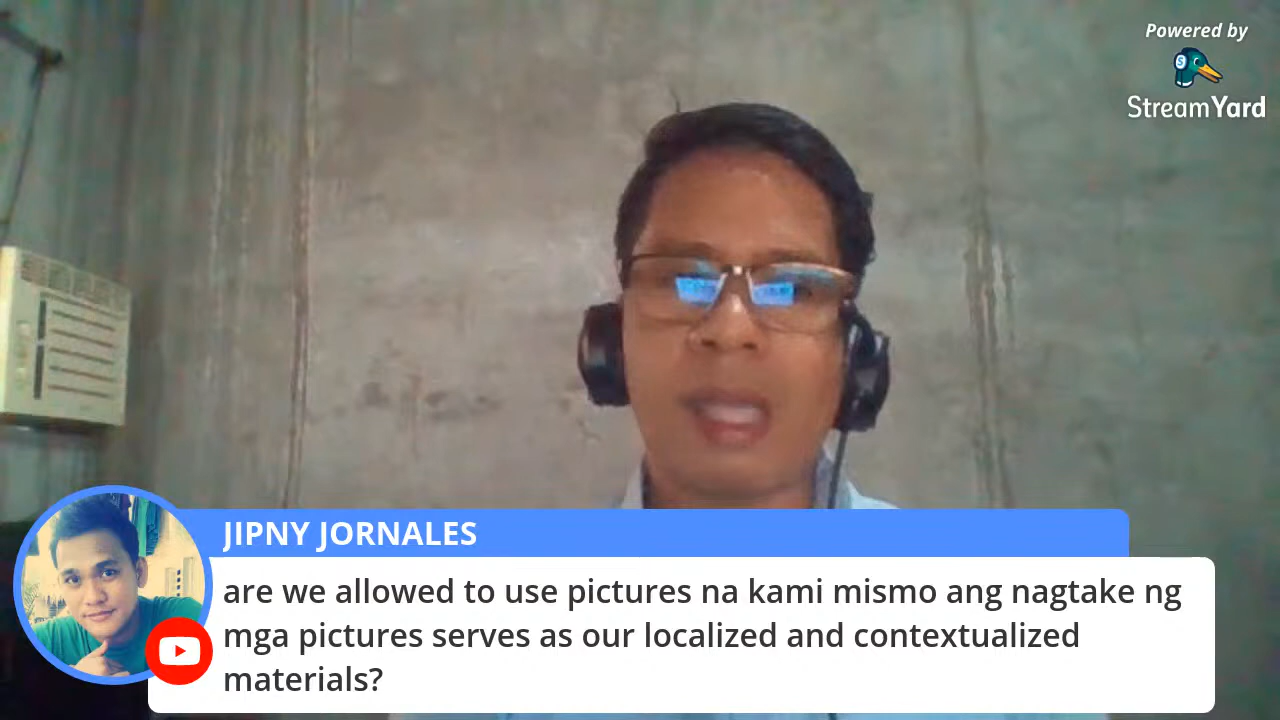 Powered by
StreamYard
JIPNY JORNALES
are we allowed to use pictures na kami mismo ang nagtake ng
mga pictures serves as our localized and contextualized
materials?